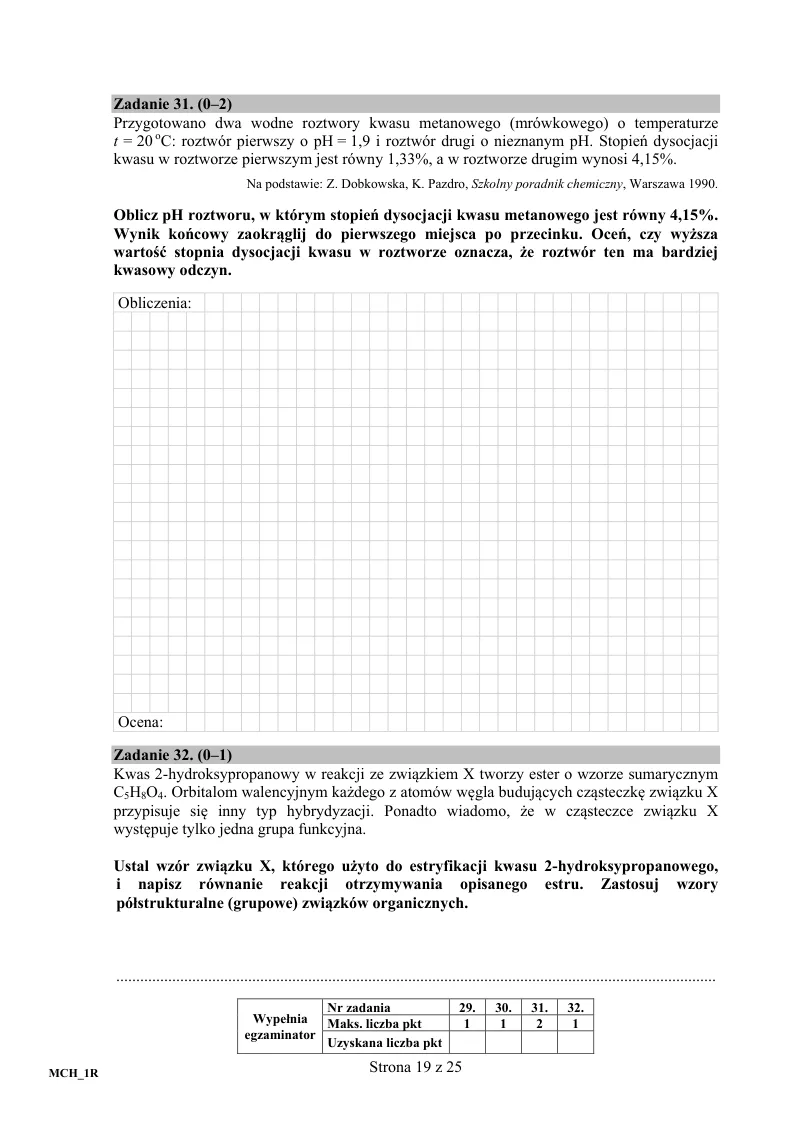 Zadanie 31. (0–2)
Przygotowano dwa wodne roztwory kwasu metanowego (mrówkowego) o temperaturze
t = 20 °C: roztwór pierwszy o pH = 1,9 i roztwór drugi o nieznanym pH. Stopień dysocjacji
kwasu w roztworze pierwszym jest równy 1,33%, a w roztworze drugim wynosi 4,15%.
Na podstawie: Z. Dobkowska, K. Pazdro, Szkolny poradnik chemiczny, Warszawa 1990.
Oblicz pH roztworu, w którym stopień dysocjacji kwasu metanowego jest równy 4,15%.
Wynik końcowy zaokrąglij do pierwszego miejsca po przecinku. Oceń, czy wyższa
wartość stopnia dysocjacji kwasu w roztworze oznacza, że roztwór ten ma bardziej
kwasowy odczyn.
Obliczenia:
Ocena:
Zadanie 32. (0–1)
Kwas 2-hydroksypropanowy w reakcji ze związkiem X tworzy ester o wzorze sumarycznym
C₅H₈O₄. Orbitalom walencyjnym każdego z atomów węgla budujących cząsteczkę związku X
przypisuje się inny typ hybrydyzacji. Ponadto wiadomo, że w cząsteczce związku X
występuje tylko jedna grupa funkcyjna.
Ustal wzór związku X, którego użyto do estryfikacji kwasu 2-hydroksypropanowego,
i napisz równanie reakcji otrzymywania opisanego estru. Zastosuj wzory
półstrukturalne (grupowe) związków organicznych.
................................................................................................................................................
Wypełnia egzaminator Nr zadania 29. 30. 31. 32.
Maks. liczba pkt 1 1 2 1
Uzyskana liczba pkt
Strona 19 z 25
MCH_1R